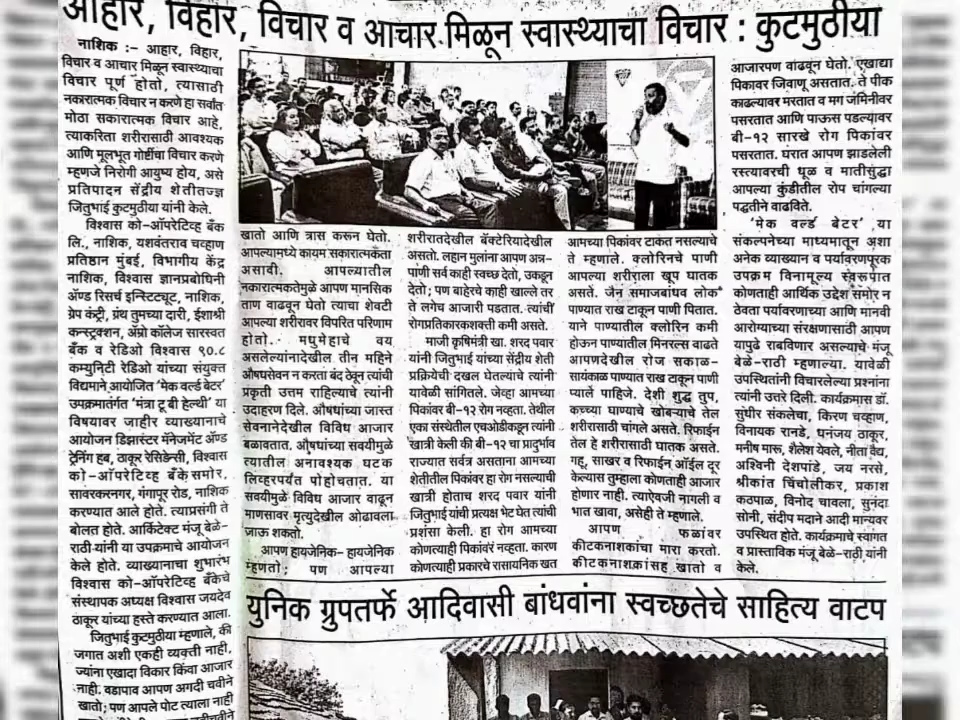 आहार, विहार, विचार व आचार मिळून स्वास्थ्याचा विचार : कुटमुठीया
नाशिक :- आहार, विहार,
विचार व आचार मिळून स्वास्थ्याचा
विचार पूर्ण होतो, त्यासाठी
नकारात्मक विचार न करणे हा सर्वात
मोठा सकारात्मक विचार आहे,
त्याकरिता शरीरासाठी आवश्यक
आणि मूलभूत गोष्टींचा विचार करणे
म्हणजे निरोगी आयुष्य होय, असे
प्रतिपादन सेंद्रीय शेतीतज्ज्ञ
जितुभाई कुटमुठीया यांनी केले.
विश्वास को-ऑपरेटिव्ह बँक
लि., नाशिक, यशवंतराव चव्हाण
प्रतिष्ठान मुंबई, विभागीय केंद्र
नाशिक, विश्वास ज्ञानप्रबोधिनी
अँण्ड रिसर्च इन्स्टिट्यूट, नाशिक,
ग्रेप कंट्री, ग्रंथ तुमच्या दारी, ईशाश्री
कन्स्ट्रक्शन, अॅग्रो कॉलेज सारस्वत
बँक व रेडिओ विश्वास ९०.८
कम्युनिटी रेडिओ यांच्या संयुक्त
विद्यमाने आयोजित 'मेक वर्ल्ड बेटर'
उपक्रमातंर्गत 'मंत्रा टू बी हेल्थी' या
विषयावर जाहीर व्याख्यानाचे
आयोजन डिझास्टर मॅनेजमेंट अॅण्ड
ट्रेनिंग हब, ठाकूर रेसिडेन्सी, विश्वास
को-ऑपरेटिव्ह बँकेसमोर,
सावरकरनगर, गंगापूर रोड, नाशिक
करण्यात आले होते. त्याप्रसंगी ते
बोलत होते. आर्किटेक्ट मंजू बेळे-
राठी यांनी या उपक्रमाचे आयोजन
केले होते. व्याख्यानाचा शुभारंभ
विश्वास को-ऑपरेटिव्ह बँकेचे
संस्थापक अध्यक्ष विश्वास जयदेव
ठाकूर यांच्या हस्ते करण्यात आला.
जितुभाई कुटमुठीया म्हणाले, की
जगात अशी एकही व्यक्ती नाही,
ज्यांना एखादा विकार किंवा आजार
नाही. वडापाव आपण अगदी चवीने
खातो; पण आपले पोट त्याला नाही
खातो आणि त्रास करून घेतो.
आपल्यामध्ये कायम सकारात्मकता
असावी. आपल्यातील
नकारात्मकतेमुळे आपण मानसिक
ताण वाढवून घेतो त्याचा शेवटी
आपल्या शरीरावर विपरित परिणाम
होतो. मधुमेहाचे वय
असलेल्यांनादेखील तीन महिने
औषधसेवन न करता बंद ठेवून त्यांची
प्रकृती उत्तम राहिल्याचे त्यांनी
उदाहरण दिले. औषधांच्या जास्त
सेवनानेदेखील विविध आजार
बळावतात. औषधांच्या सवयीमुळे
त्यातील अनावश्यक घटक
लिव्हरपर्यंत पोहोचतात. या
सवयीमुळे विविध आजार वाढून
माणसावर मृत्युदेखील ओढावला
जाऊ शकतो.
आपण हायजेनिक-हायजेनिक
म्हणतो; पण आपल्या
शरीरातदेखील बॅक्टेरियादेखील
असतो. लहान मुलांना आपण अन्न-
पाणी सर्व काही स्वच्छ देतो, उकडून
देतो; पण बाहेरचे काही खाल्ले तर
ते लगेच आजारी पडतात. त्यांची
रोगप्रतिकारकशक्ती कमी असते.
माजी कृषिमंत्री खा. शरद पवार
यांनी जितुभाई यांच्या सेंद्रीय शेती
प्रक्रियेची दखल घेतल्याचे त्यांनी
यावेळी सांगितले. जेव्हा आमच्या
पिकांवर बी-१२ रोग नव्हता. तेथील
एका संस्थेतील एचओडीकडून त्यांनी
खात्री केली की बी-१२ चा प्रादुर्भाव
राज्यात सर्वत्र असताना आमच्या
शेतीतील पिकांवर हा रोग नसल्याची
खात्री होताच शरद पवार यांनी
जितुभाई यांची प्रत्यक्ष भेट घेत त्यांची
प्रशंसा केली. हा रोग आमच्या
कोणत्याही पिकांवर नव्हता. कारण
कोणत्याही प्रकारचे रासायनिक खत
आमच्या पिकांवर टाकत नसल्याचे
ते म्हणाले. क्लोरिनचे पाणी
आपल्या शरीराला खूप घातक
असतें. जैन समाजबांधव लोक
पाण्यात राख टाकून पाणी पितात.
याने पाण्यातील क्लोरिन कमी
होऊन पाण्यातील मिनरल्स वाढते
आपणदेखील रोज सकाळ-
सायंकाळ पाण्यात राख टाकून पाणी
प्याले पाहिजे. देशी शुद्ध तुप,
कच्च्या घाण्याचे खोबऱ्याचे तेल
शरीरासाठी चांगले असते. रिफाईन
तेल हे शरीरासाठी घातक असते.
गहू, साखर व रिफाईन ऑईल दूर
केल्यास तुम्हाला कोणताही आजार
होणार नाही. त्याऐवजी नागली व
भात खावा, असेही ते म्हणाले.
आपण फळांवर
कीटकनाशकांचा मारा करतो.
कीटकनाशकांसह खातो व
आजारपण वाढवून घेतो. एखाद्या
पिकावर जिवाणू असतात. ते पीक
काढल्यावर मरतात व मग जमिनीवर
पसरतात आणि पाऊस पडल्यावर
बी-१२ सारखे रोग पिकांवर
पसरतात. घरात आपण झाडलेली
रस्त्यावरची धूळ व मातीसुद्धा
आपल्या कुंडीतील रोप चांगल्या
पद्धतीने वाढविते.
'मेक वर्ल्ड बेटर' या
संकल्पनेच्या माध्यमातून अशा
अनेक व्याख्यान व पर्यावरणपूरक
उपक्रम विनामूल्य स्वरूपात
कोणताही आर्थिक उद्देश समोर न
ठेवता पर्यावरणाच्या आणि मानवी
आरोग्याच्या संरक्षणासाठी आपण
यापुढे राबविणार असल्याचे मंजू
बेळे-राठी म्हणाल्या. यावेळी
उपस्थितांनी विचारलेल्या प्रश्नांना
त्यांनी उत्तरे दिली. कार्यक्रमास डॉ.
सुधीर संकलेचा, किरण चव्हाण,
विनायक रानडे, धनंजय ठाकूर,
मनीष मारू, शैलेश येवले, नीता वैद्य,
अश्विनी देशपांडे, जय नरसे,
श्रीकांत चिंचोलीकर, प्रकाश
कठपाळ, विनोद चावला, सुनंदा
सोनी, संदीप मदाने आदी मान्यवर
उपस्थित होते. कार्यक्रमाचे स्वागत
व प्रास्ताविक मंजू बेळे-राठी यांनी
केले.
युनिक ग्रुपतर्फे आदिवासी बांधवांना स्वच्छतेचे साहित्य वाटप